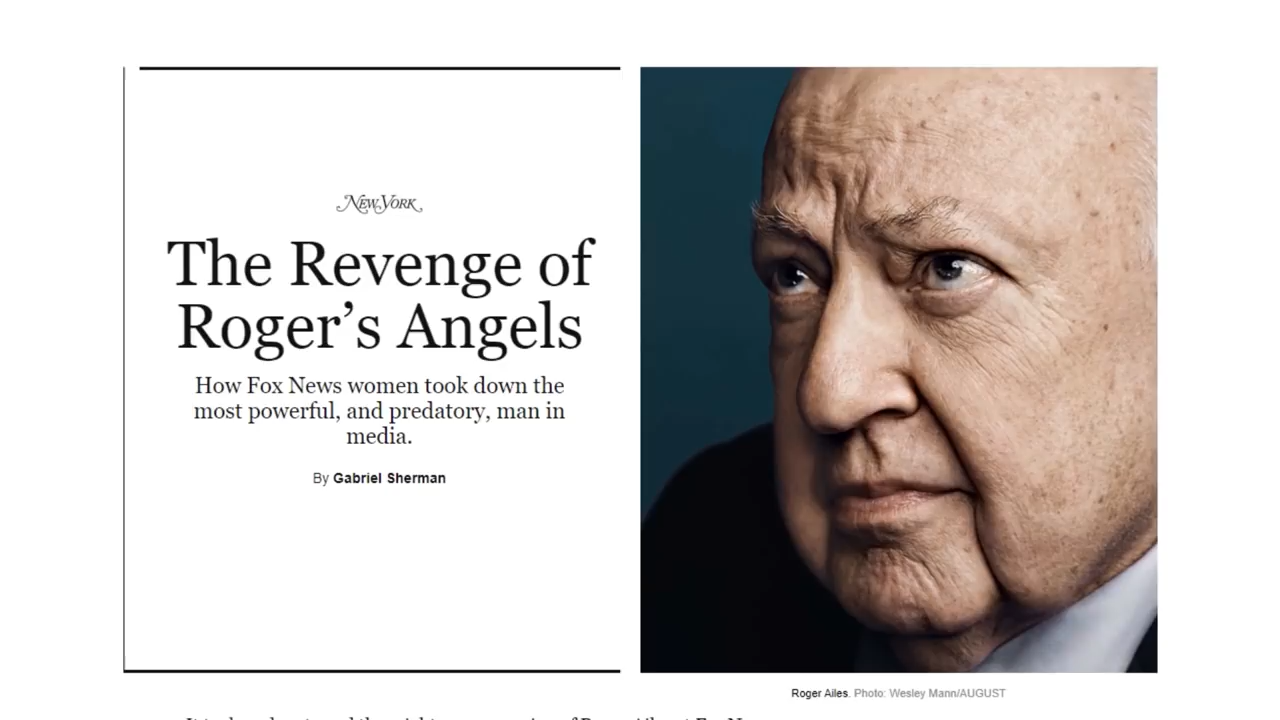 NEW YORK
The Revenge of
Roger's Angels
How Fox News women took down the
most powerful, and predatory, man in
media.
By Gabriel Sherman
Roger Ailes. Photo: Wesley Mann/AUGUST